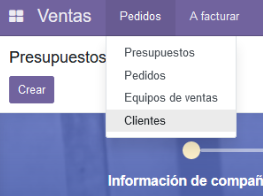 Ventas Pedidos A facturar
Presupuestos
Crear
Presupuestos
Pedidos
Equipos de ventas
Clientes
Información de compañ